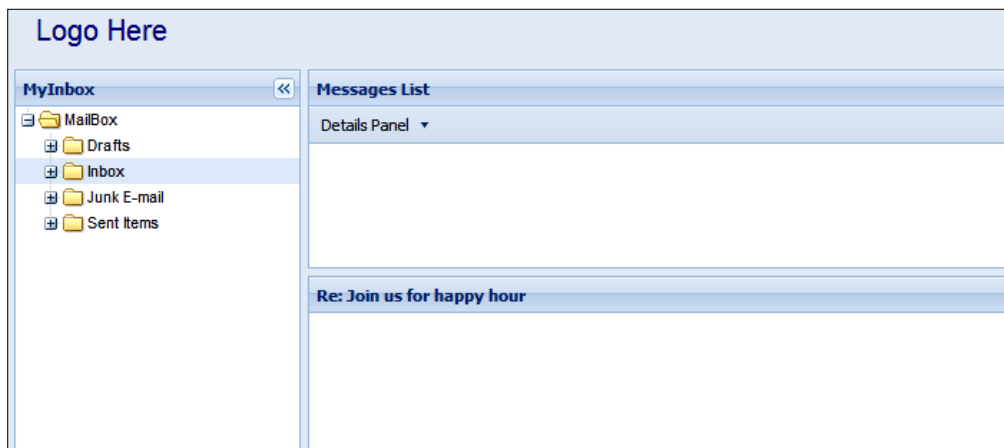 Logo Here
MyInbox
MailBox
Drafts
Inbox
Junk E-mail
Sent Items
Messages List
Details Panel
Re: Join us for happy hour